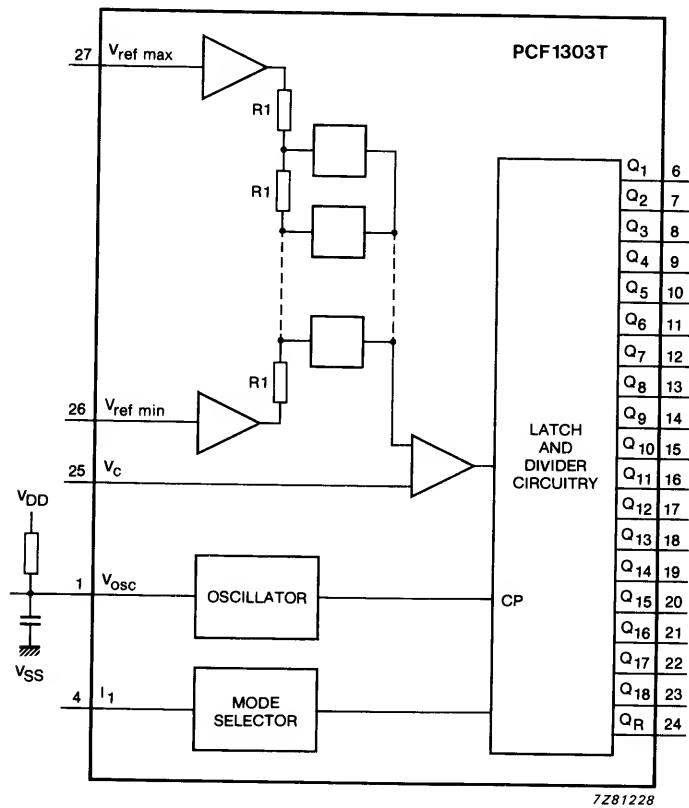 PCF1303T
27 V ref max
R1
R1
R1
26 V ref min
25 VC
VDD
1 VOSC
VSS
4 I1
OSCILLATOR
MODE
SELECTOR
CP
LATCH
AND
DIVIDER
CIRCUITRY
Q1 6
Q2 7
Q3 8
Q4 9
Q5 10
Q6 11
Q7 12
Q8 13
Q9 14
Q10 15
Q11 16
Q12 17
Q13 18
Q14 19
Q15 20
Q16 21
Q17 22
Q18 23
QR 24
7Z81228